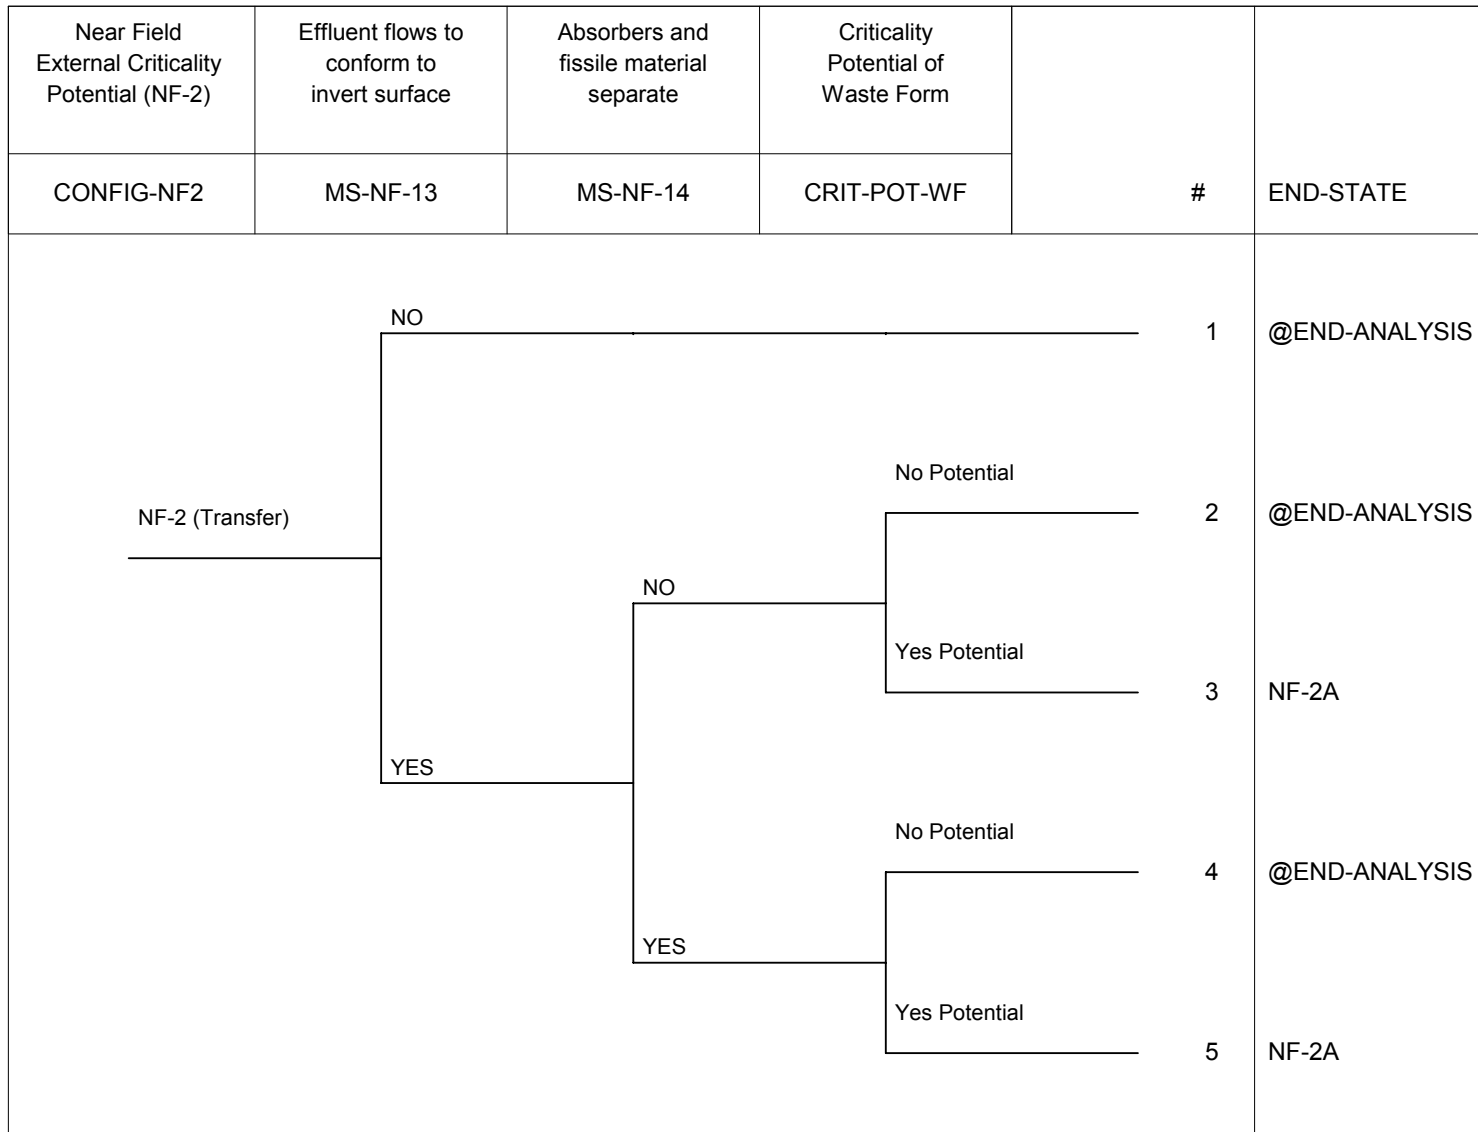 Near Field
External Criticality
Potential (NF-2)
Effluent flows to
conform to
invert surface
Absorbers and
fissile material
separate
Criticality
Potential of
Waste Form
CONFIG-NF2
MS-NF-13
MS-NF-14
CRIT-POT-WF
#
END-STATE
NO
1
@END-ANALYSIS
No Potential
NF-2 (Transfer)
2
@END-ANALYSIS
NO
Yes Potential
3
NF-2A
YES
No Potential
4
@END-ANALYSIS
YES
Yes Potential
5
NF-2A